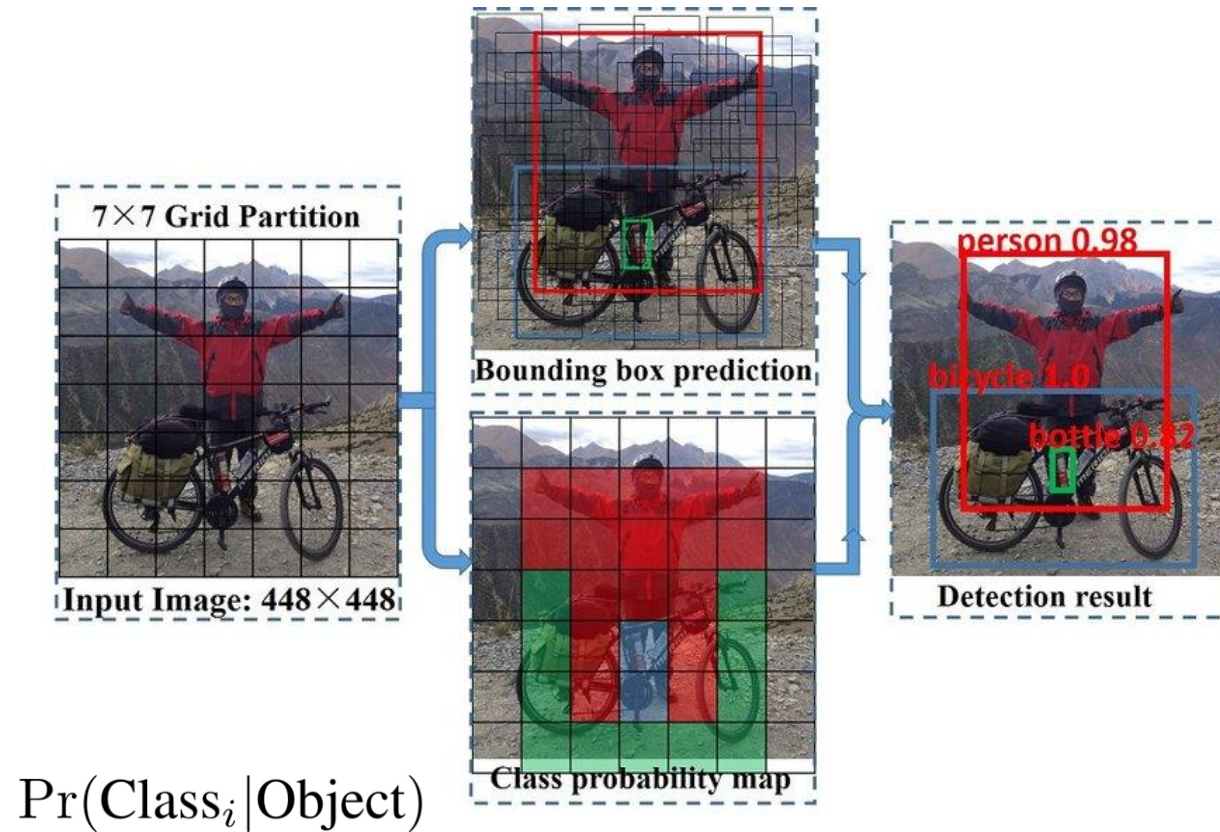 7×7 Grid Partition
Input Image: 448×448
Bounding box prediction
Class probability map
person 0.98
bicycle 1.0
bottle 0.82
Detection result
Pr(Class_i|Object)